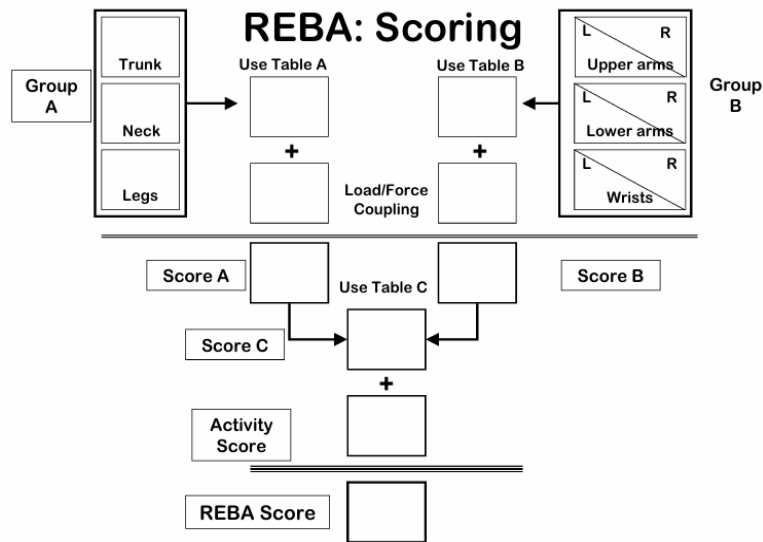 REBA: Scoring
Group
A
Trunk
Neck
Legs
Use Table A
+
Use Table B
+
Load/Force
Coupling
L R
Upper arms
L R
Lower arms
L R
Wrists
Group
B
Score A
Use Table C
Score B
Score C
+
Activity
Score
REBA Score